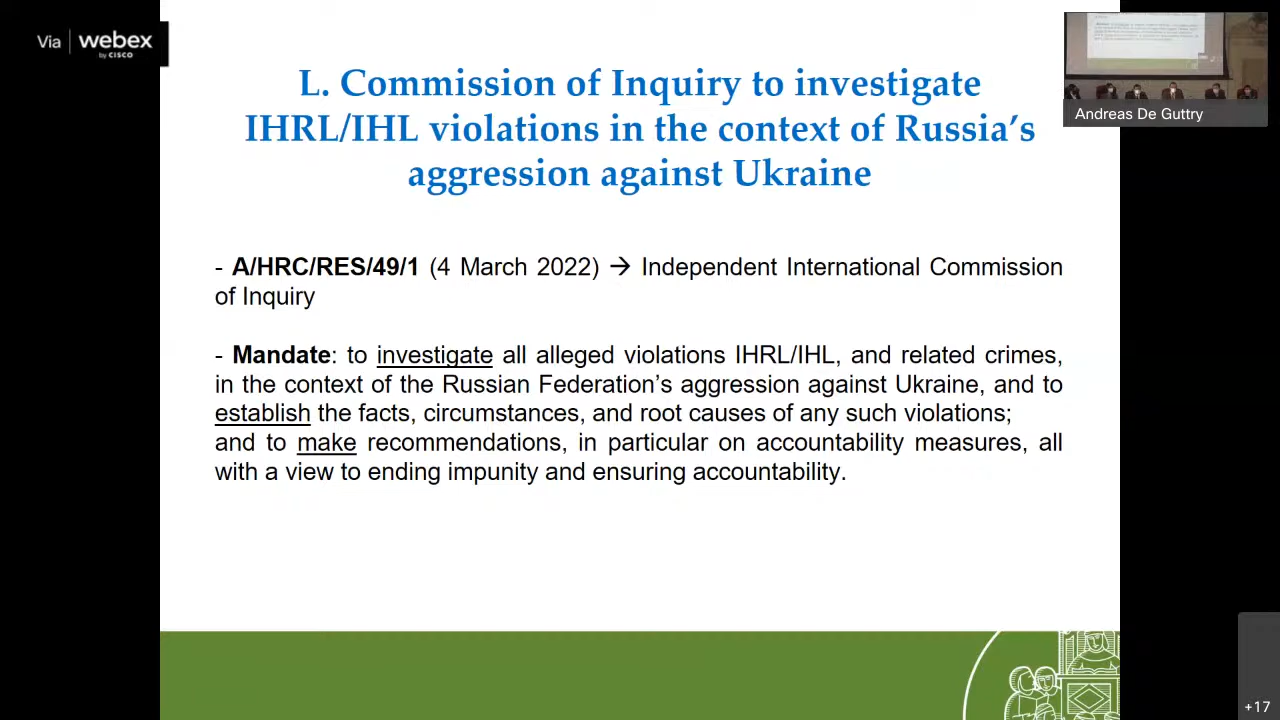 Via webex
by CISCO
L. Commission of Inquiry to investigate
IHRL/IHL violations in the context of Russia’s
aggression against Ukraine
Andreas De Guttry
- A/HRC/RES/49/1 (4 March 2022) → Independent International Commission
of Inquiry
- Mandate: to investigate all alleged violations IHRL/IHL, and related crimes,
in the context of the Russian Federation’s aggression against Ukraine, and to
establish the facts, circumstances, and root causes of any such violations;
and to make recommendations, in particular on accountability measures, all
with a view to ending impunity and ensuring accountability.
+17